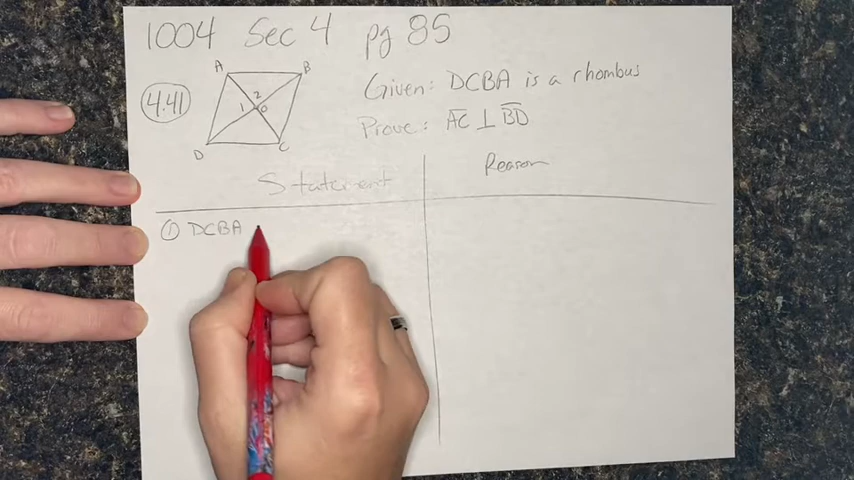 1004 Sec 4 pg 85
4.41
A B
2
1 O
D C
Given: DCBA is a rhombus
Prove: AC ⊥ BD
Statement Reason
① DCBA